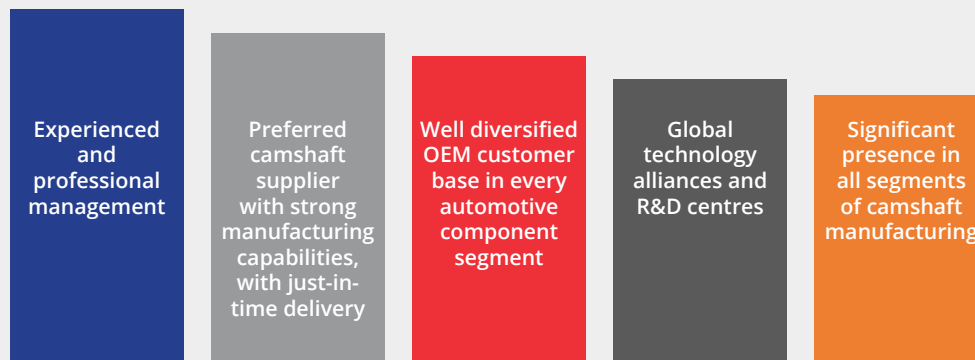 Experienced
and
professional
management
Preferred
camshaft
supplier
with strong
manufacturing
capabilities,
with just-in-
time delivery
Well diversified
OEM customer
base in every
automotive
component
segment
Global
technology
alliances and
R&D centres
Significant
presence in
all segments
of camshaft
manufacturing